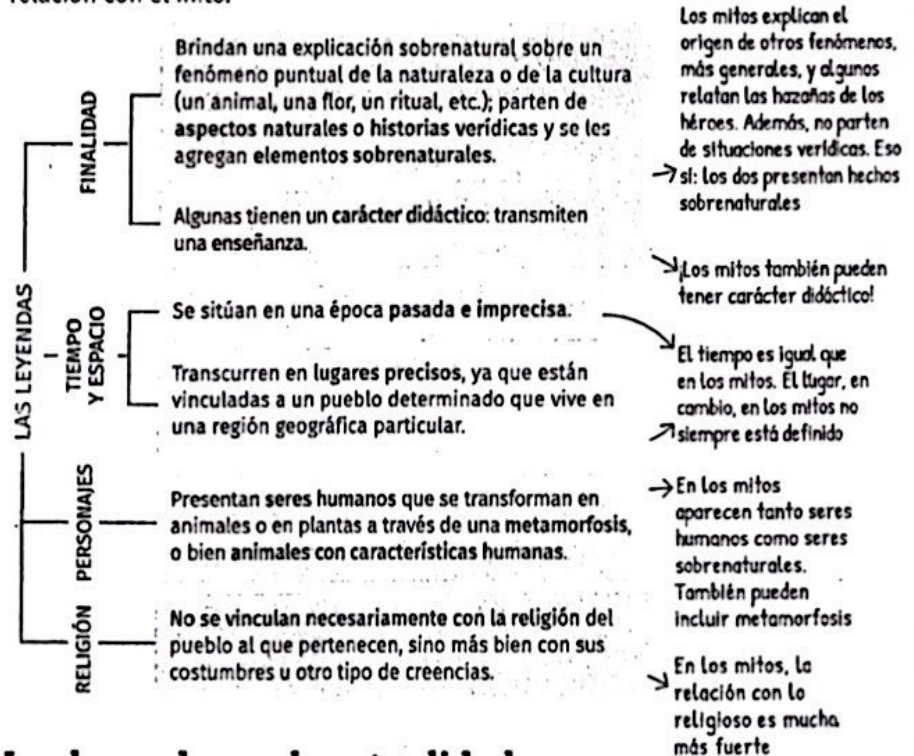 relación con el mito.
LAS LEYENDAS
FINALIDAD
Brindan una explicación sobrenatural sobre un
fenómeno puntual de la naturaleza o de la cultura
(un animal, una flor, un ritual, etc.); parten de
aspectos naturales o historias verídicas y se les
agregan elementos sobrenaturales.
Algunas tienen un carácter didáctico: transmiten
una enseñanza.
Los mitos explican el
origen de otros fenómenos,
más generales, y algunos
relatan las hazañas de los
héroes. Además, no parten
de situaciones verídicas. Eso
sí: los dos presentan hechos
sobrenaturales
¡Los mitos también pueden
tener carácter didáctico!
TIEMPO
Y ESPACIO
Se sitúan en una época pasada e imprecisa.
Transcurren en lugares precisos, ya que están
vinculadas a un pueblo determinado que vive en
una región geográfica particular.
El tiempo es igual que
en los mitos. El lugar, en
cambio, en los mitos no
siempre está definido
PERSONAJES
Presentan seres humanos que se transforman en
animales o en plantas a través de una metamorfosis,
o bien animales con características humanas.
En los mitos
aparecen tanto seres
humanos como seres
sobrenaturales.
También pueden
incluir metamorfosis
RELIGIÓN
No se vinculan necesariamente con la religión del
pueblo al que pertenecen, sino más bien con sus
costumbres u otro tipo de creencias.
En los mitos, la
relación con lo
religioso es mucha
más fuerte